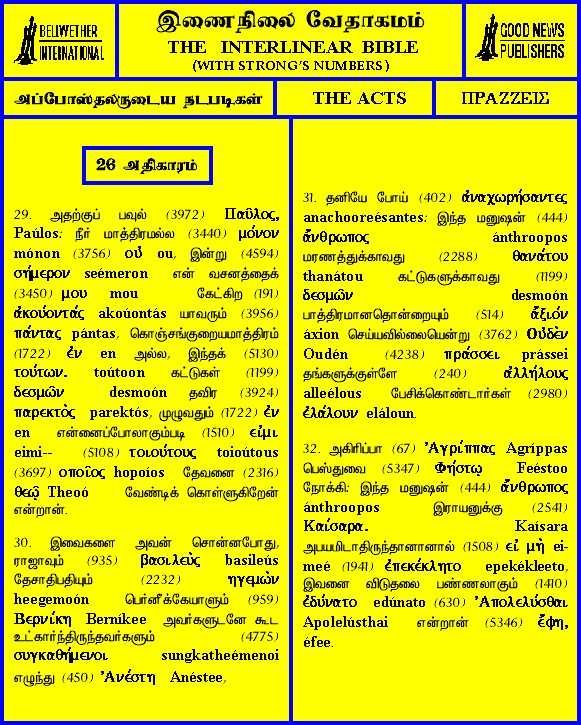 BELLWETHER
INTERNATIONAL
இணைநிலை வேதாகமம்
THE INTERLINEAR BIBLE
(WITH STRONG'S NUMBERS)
GOOD NEWS
PUBLISHERS
அப்போஸ்தலருடைய நடபடிகள்
THE ACTS
ΠΡΑΖΖΕΙΣ
26 அதிகாரம்
29. அதற்குப் பவுல் (3972) Παῦλος,
Paúlos: நீர் மாத்திரமல்ல (3440) μόνον
mónon (3756) οὐ ou, இன்று (4594)
σήμερον seémeron என் வசனத்தைக்
(3450) μου mou கேட்கிற (191)
ἀκούοντάς akoúontás யாவரும் (3956)
πάντας pántas, கொஞ்சங்குறையமாத்திரம்
(1722) ἐν en அல்ல, இந்தக் (5130)
τούτων. toútoon கட்டுகள் (1199)
δεσμῶν desmoón தவிர (3924)
παρεκτὸς parektós, முழுவதும் (1722) ἐν
en என்னைப்போலாகும்படி (1510) εἰμι
eimi-- (5108) τοιούτους toioútous
(3697) οποῖος hopoíos தேவனை (2316)
θεῷ Theoó வேண்டிக் கொள்ளுகிறேன்
என்றான்.
30. இவைகளை அவன் சொன்னபோது,
ராஜாவும் (935) βασιλεὺς basileús
தேசாதிபதியும் (2232) ηγεμὼν
heegemoón பெர்னீக்கேயாளும் (959)
Βερνίκη Berníkee அவர்களுடனே கூட
உட்கார்ந்திருந்தவர்களும் (4775)
συγκαθήμενοι sungkatheémenoi
எழுந்து (450) Ἀνέστη Anéstee,
31. தனியே போய் (402) ἀναχωρήσαντες
anachooreésantes: இந்த மனுஷன் (444)
ἄνθρωπος ánthroopos
மரணத்துக்காவது (2288) θανάτου
thanátou கட்டுகளுக்காவது (1199)
δεσμῶν desmoón
பாத்திரமானதொன்றையும் (514) ἄξιόν
áxion செய்யவில்லையென்று (3762) Οὐδὲν
Oudén (4238) πράσσει prássei
தங்களுக்குள்ளே (240) ἀλλήλους
alleélous பேசிக்கொண்டார்கள் (2980)
ἐλάλουν eláloun.
32. அகிரிப்பா (67) Ἀγρίππας Agríppas
பெஸ்துவை (5347) Φήστῳ Feéstoo
நோக்கி: இந்த மனுஷன் (444) ἄνθρωπος
ánthroopos இராயனுக்கு (2541)
Καίσαρα. Kaísara
அபயமிடாதிருந்தானானால் (1508) εἰ μὴ ei-
meé (1941) ἐπεκέκλητο epekékleeto,
இவனை விடுதலை பண்ணலாகும் (1410)
ἐδύνατο edúnato (630) Ἀπολελύσθαι
Apolelústhai என்றான் (5346) ἔφη,
éfee.